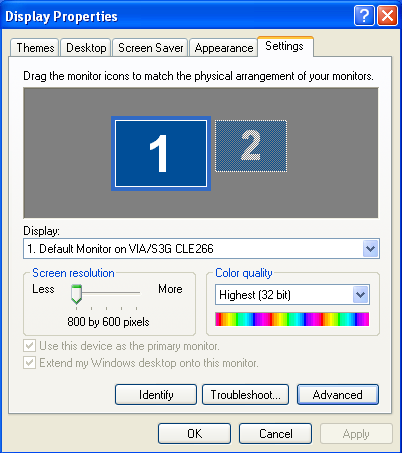 Display Properties
Themes Desktop Screen Saver Appearance Settings
Drag the monitor icons to match the physical arrangement of your monitors.
1 2
Display:
1. Default Monitor on VIA/S3G CLE266
Screen resolution
Less More
800 by 600 pixels
Color quality
Highest (32 bit)
Use this device as the primary monitor.
Extend my Windows desktop onto this monitor.
Identify Troubleshoot... Advanced
OK Cancel Apply